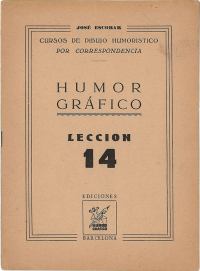 JOSÉ ESCOBAR
CURSOS DE DIBUJO HUMORISTICO
POR CORRESPONDENCIA
HUMOR
GRÁFICO
LECCION
14
EDICIONES
BARCELONA